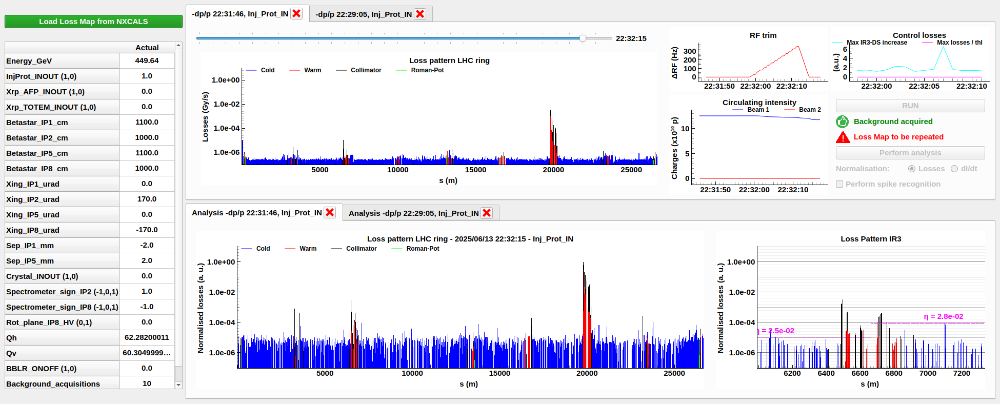 Load Loss Map from NXCALS
Actual
Energy_GeV 449.64
InjProt_INOUT (1,0) 1.0
Xrp_AFP_INOUT (1,0) 0.0
Xrp_TOTEM_INOUT (1,0) 0.0
Betastar_IP1_cm 1100.0
Betastar_IP2_cm 1000.0
Betastar_IP5_cm 1100.0
Betastar_IP8_cm 1000.0
Xing_IP1_urad 0.0
Xing_IP2_urad 170.0
Xing_IP5_urad 0.0
Xing_IP8_urad -170.0
Sep_IP1_mm -2.0
Sep_IP5_mm 2.0
Crystal_INOUT (1,0) 0.0
Spectrometer_sign_IP2 (-1,0,1) 1.0
Spectrometer_sign_IP8 (-1,0,1) -1.0
Rot_plane_IP8_HV (0,1) 0.0
Qh 62.28200011
Qv 60.3049999…
BBLR_ONOFF (1,0) 0.0
Background_acquisitions 10
-dp/p 22:31:46, Inj_Prot_IN
-dp/p 22:29:05, Inj_Prot_IN
22:32:15
Loss pattern LHC ring
Cold Warm Collimator Roman-Pot
Losses (Gy/s)
1.0e+00
1.0e-02
1.0e-04
1.0e-06
5000 10000 15000 20000 25000
s (m)
RF trim
ΔRF (Hz)
300
200
100
0
22:31:50 22:32:00 22:32:10
Control losses
Max IR3-DS increase Max losses / thl
(a.u.)
6
4
2
0
22:32:00 22:32:05 22:32:10
Circulating intensity
Beam 1 Beam 2
Charges (x10¹⁰ p)
10
5
0
22:31:50 22:32:00 22:32:10
RUN
Background acquired
Loss Map to be repeated
Perform analysis
Normalisation: Losses dI/dt
Perform spike recognition
Analysis -dp/p 22:31:46, Inj_Prot_IN
Analysis -dp/p 22:29:05, Inj_Prot_IN
Loss pattern LHC ring - 2025/06/13 22:32:15 - Inj_Prot_IN
Cold Warm Collimator Roman-Pot
Normalised losses (a. u.)
1.0e+00
1.0e-02
1.0e-04
1.0e-06
5000 10000 15000 20000 25000
s (m)
Loss Pattern IR3
Normalised losses (a. u.)
1.0e+00
1.0e-02
1.0e-04
1.0e-06
η = 2.8e-02
η = 2.5e-02
6200 6400 6600 6800 7000 7200
s (m)